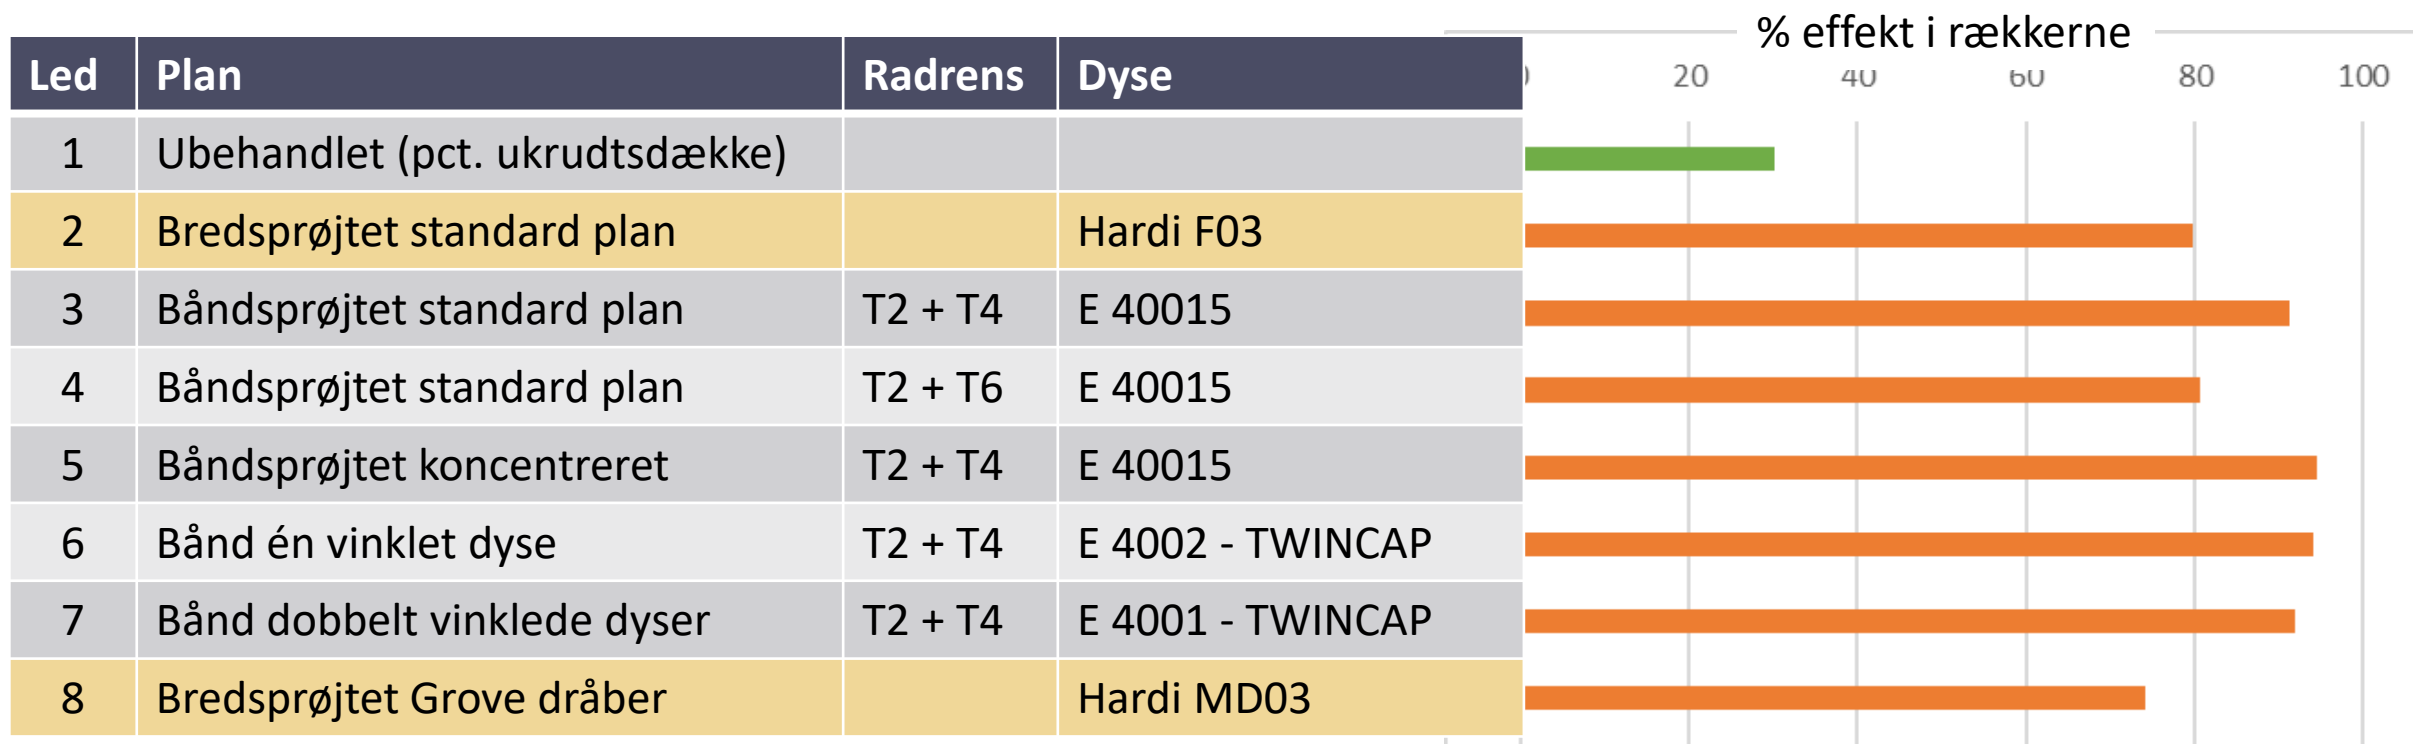 % effekt i rækkerne
Led Plan Radrens Dyse
20 40 60 80 100
1 Ubehandlet (pct. ukrudtsdække)
2 Bredsprøjtet standard plan Hardi F03
3 Båndsprøjtet standard plan T2 + T4 E 40015
4 Båndsprøjtet standard plan T2 + T6 E 40015
5 Båndsprøjtet koncentreret T2 + T4 E 40015
6 Bånd én vinklet dyse T2 + T4 E 4002 - TWINCAP
7 Bånd dobbelt vinklede dyser T2 + T4 E 4001 - TWINCAP
8 Bredsprøjtet Grove dråber Hardi MD03